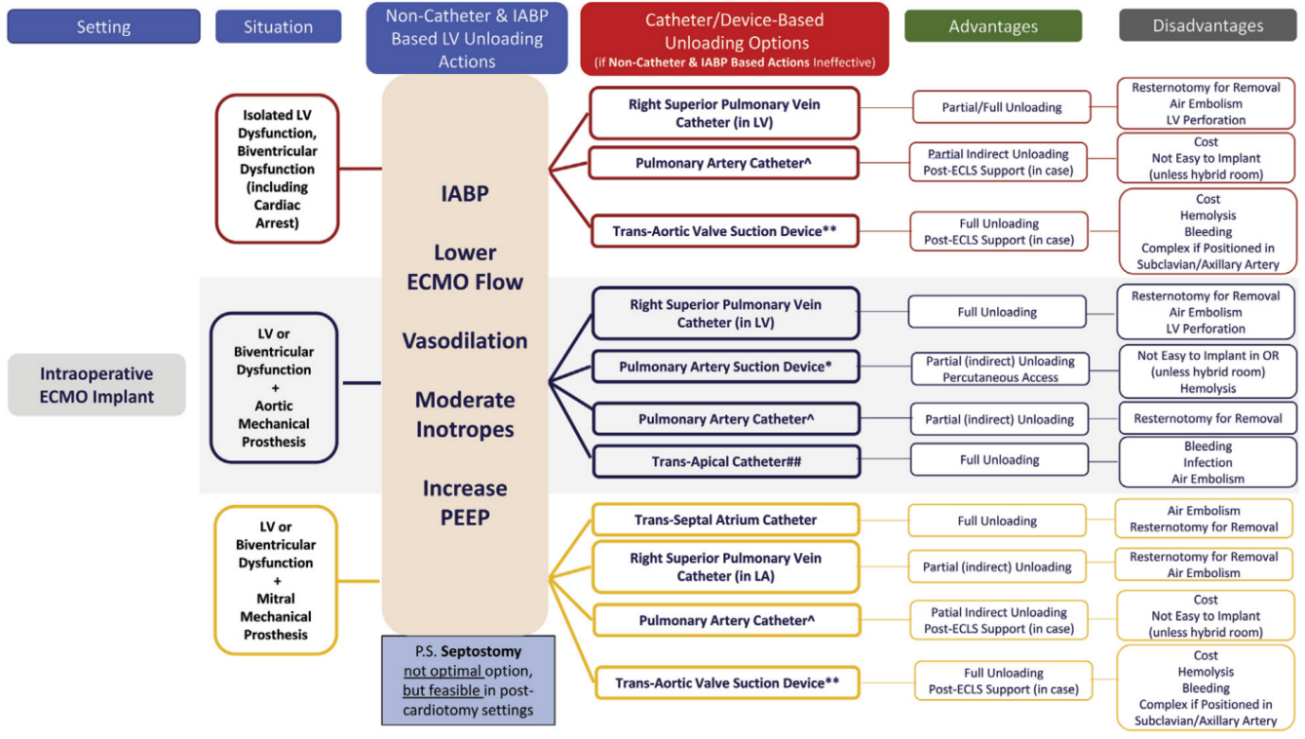 Setting
Situation
Non-Catheter & IABP
Based LV Unloading
Actions
Catheter/Device-Based
Unloading Options
(if Non-Catheter & IABP Based Actions Ineffective)
Advantages
Disadvantages
Intraoperative
ECMO Implant
Isolated LV
Dysfunction,
Biventricular
Dysfunction
(including
Cardiac
Arrest)
LV or
Biventricular
Dysfunction
+
Aortic
Mechanical
Prosthesis
LV or
Biventricular
Dysfunction
+
Mitral
Mechanical
Prosthesis
IABP
Lower
ECMO Flow
Vasodilation
Moderate
Inotropes
Increase
PEEP
P.S. Septostomy
not optimal option,
but feasible in post-
cardiotomy settings
Right Superior Pulmonary Vein
Catheter (in LV)
Partial/Full Unloading
Resternotomy for Removal
Air Embolism
LV Perforation
Pulmonary Artery Catheter^
Partial Indirect Unloading
Post-ECLS Support (in case)
Cost
Not Easy to Implant
(unless hybrid room)
Trans-Aortic Valve Suction Device**
Full Unloading
Post-ECLS Support (in case)
Cost
Hemolysis
Bleeding
Complex if Positioned in
Subclavian/Axillary Artery
Right Superior Pulmonary Vein
Catheter (in LV)
Full Unloading
Resternotomy for Removal
Air Embolism
LV Perforation
Pulmonary Artery Suction Device*
Partial (indirect) Unloading
Percutaneous Access
Not Easy to Implant in OR
(unless hybrid room)
Hemolysis
Pulmonary Artery Catheter^
Partial (indirect) Unloading
Resternotomy for Removal
Trans-Apical Catheter##
Full Unloading
Bleeding
Infection
Air Embolism
Trans-Septal Atrium Catheter
Full Unloading
Air Embolism
Resternotomy for Removal
Right Superior Pulmonary Vein
Catheter (in LA)
Partial (indirect) Unloading
Resternotomy for Removal
Air Embolism
Pulmonary Artery Catheter^
Patial Indirect Unloading
Post-ECLS Support (in case)
Cost
Not Easy to Implant
(unless hybrid room)
Trans-Aortic Valve Suction Device**
Full Unloading
Post-ECLS Support (in case)
Cost
Hemolysis
Bleeding
Complex if Positioned in
Subclavian/Axillary Artery